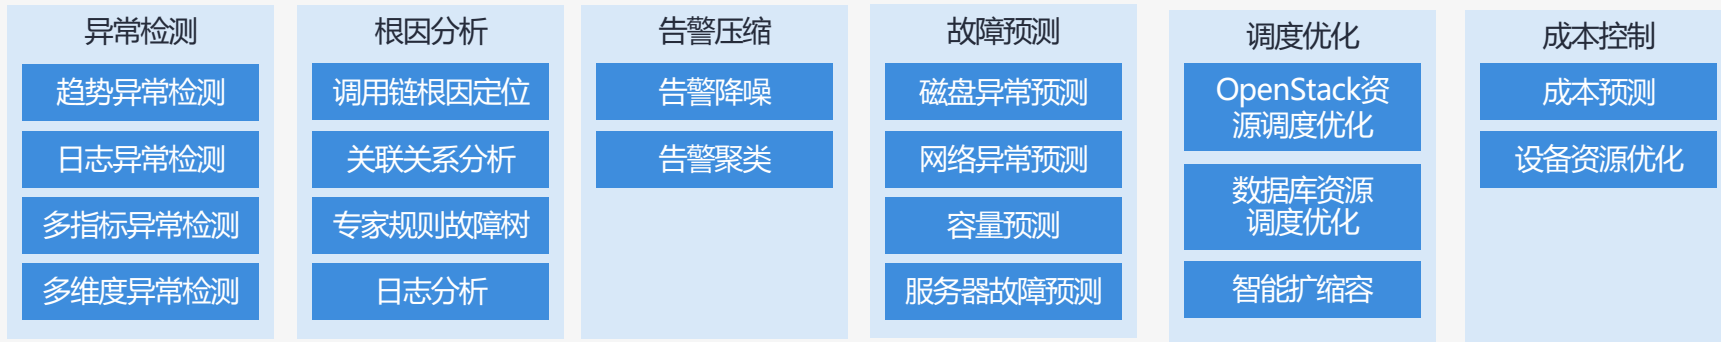 异常检测
趋势异常检测
日志异常检测
多指标异常检测
多维度异常检测
根因分析
调用链根因定位
关联关系分析
专家规则故障树
日志分析
告警压缩
告警降噪
告警聚类
故障预测
磁盘异常预测
网络异常预测
容量预测
服务器故障预测
调度优化
OpenStack资
源调度优化
数据库资源
调度优化
智能扩缩容
成本控制
成本预测
设备资源优化